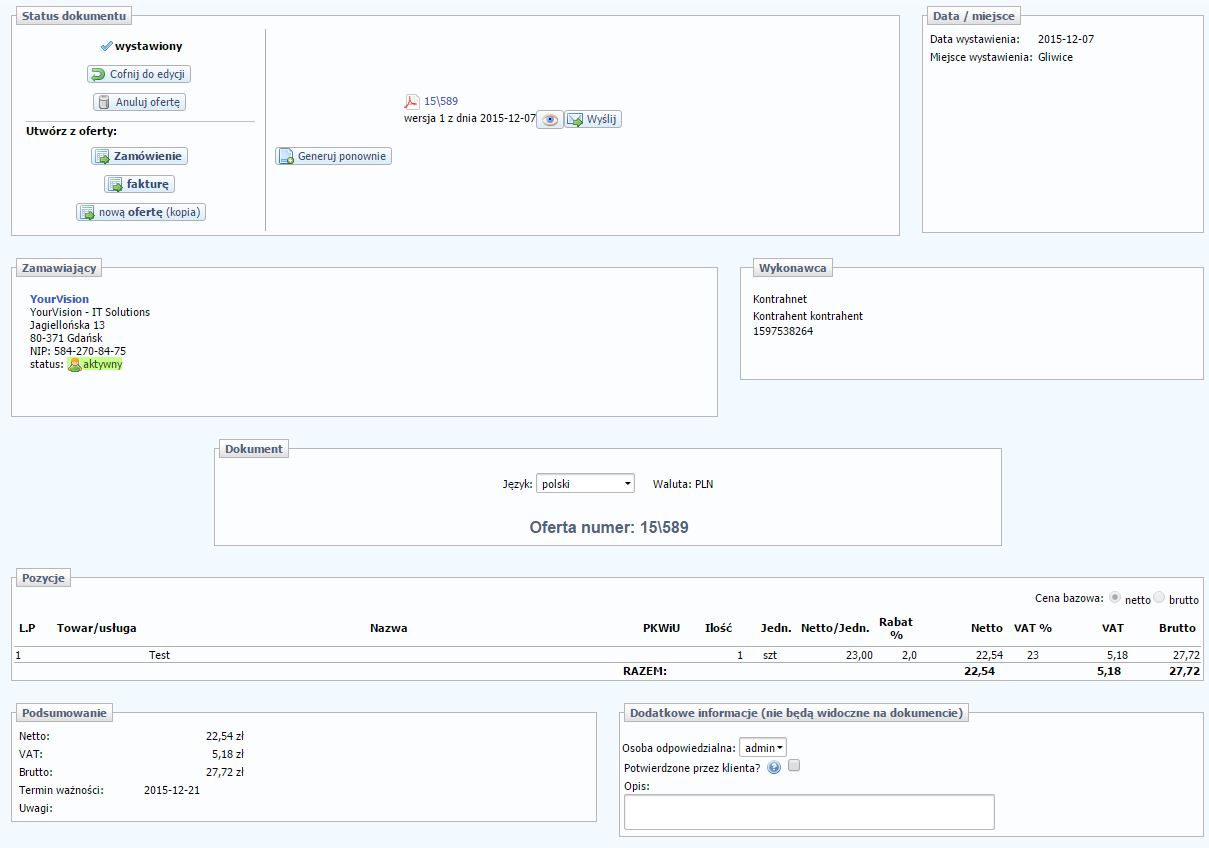 Status dokumentu
wystawiony
Cofnij do edycji
Anuluj ofertę
Utwórz z oferty:
Zamówienie
fakturę
nową ofertę (kopia)
15\589
wersja 1 z dnia 2015-12-07 Wyślij
Generuj ponownie
Data / miejsce
Data wystawienia: 2015-12-07
Miejsce wystawienia: Gliwice
Zamawiający
YourVision
YourVision - IT Solutions
Jagiellońska 13
80-371 Gdańsk
NIP: 584-270-84-75
status: aktywny
Wykonawca
Kontrahnet
Kontrahent kontrahent
1597538264
Dokument
Język: polski Waluta: PLN
Oferta numer: 15\589
Pozycje
Cena bazowa: netto brutto
L.P Towar/usługa Nazwa PKWiU Ilość Jedn. Netto/Jedn. Rabat % Netto VAT % VAT Brutto
1 Test 1 szt 23,00 2,0 22,54 23 5,18 27,72
RAZEM: 22,54 5,18 27,72
Podsumowanie
Netto: 22,54 zł
VAT: 5,18 zł
Brutto: 27,72 zł
Termin ważności: 2015-12-21
Uwagi:
Dodatkowe informacje (nie będą widoczne na dokumencie)
Osoba odpowiedzialna: admin
Potwierdzone przez klienta? ?
Opis: